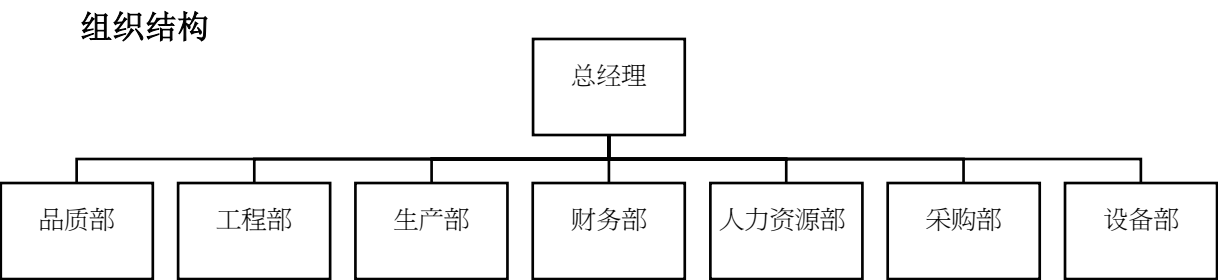 组织结构
总经理
品质部
工程部
生产部
财务部
人力资源部
采购部
设备部